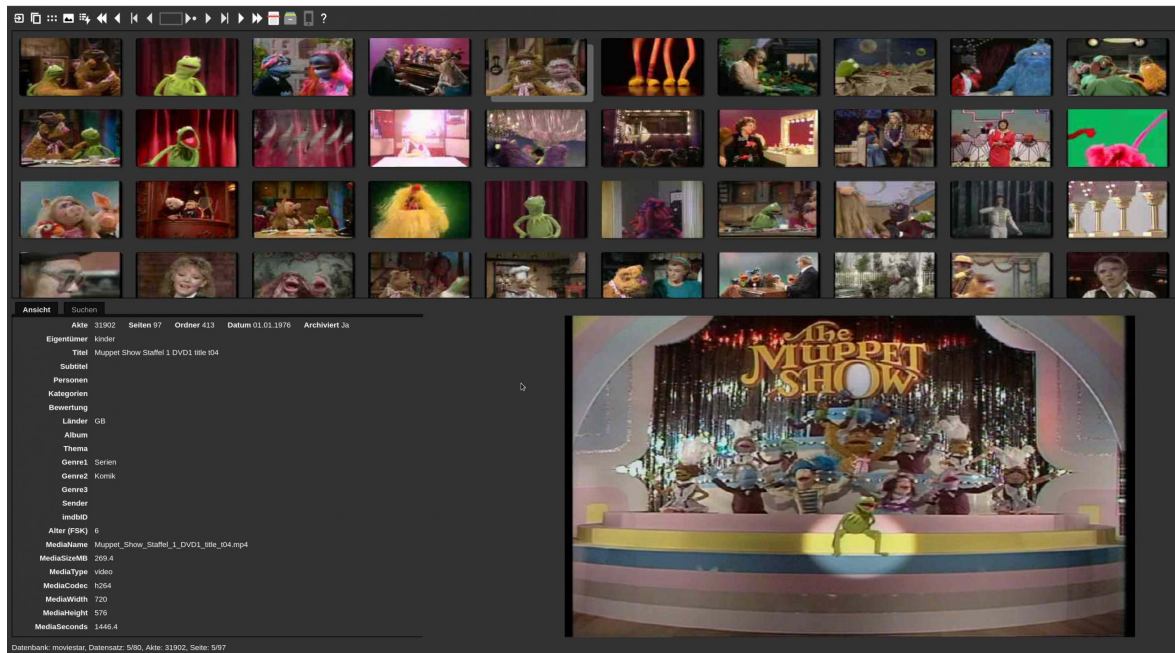 ?
Ansicht Suchen
Akte 31902 Seiten 97 Ordner 413 Datum 01.01.1976 Archiviert Ja
Eigentümer kinder
Titel Muppet Show Staffel 1 DVD1 title t04
Subtitel
Personen
Kategorien
Bewertung
Länder GB
Album
Thema
Genre1 Serien
Genre2 Komik
Genre3
Sender
imdbID
Alter (FSK) 6
MediaName Muppet_Show_Staffel_1_DVD1_title_t04.mp4
MediaSizeMB 269.4
MediaType video
MediaCodec h264
MediaWidth 720
MediaHeight 576
MediaSeconds 1446.4
The
MUPPET
SHOW
Datenbank: moviestar, Datensatz: 5/80, Akte: 31902, Seite: 5/97